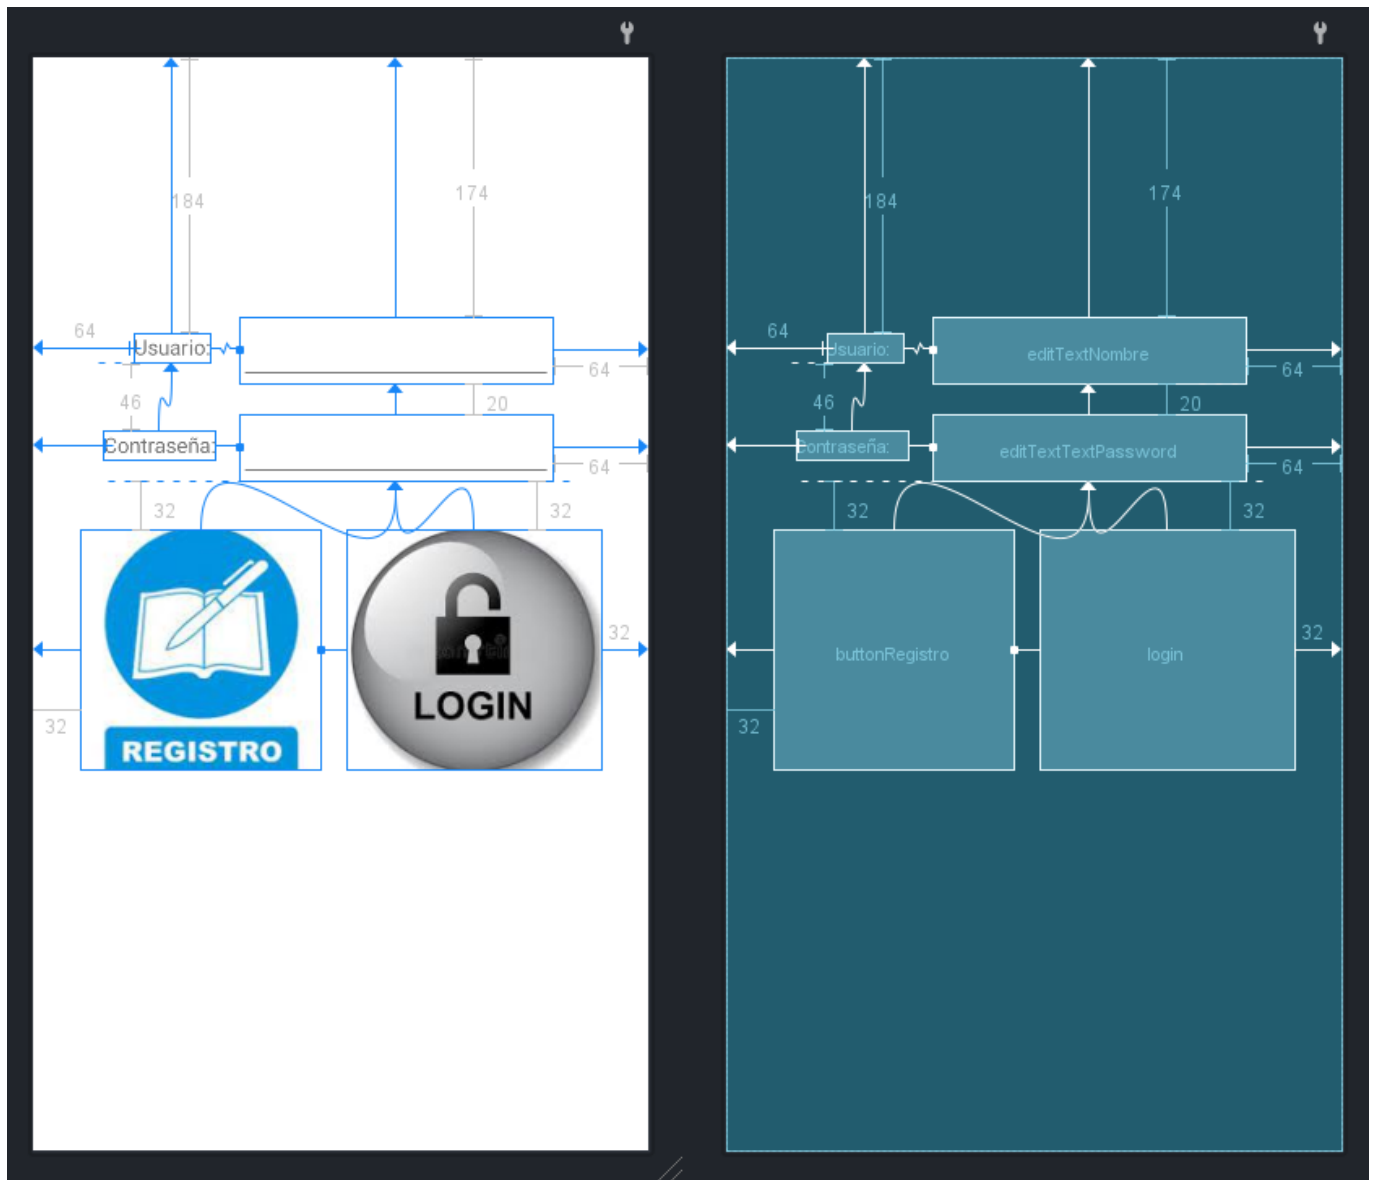 184
174
64
Usuario:
64
46
20
Contraseña:
64
32
32
REGISTRO
LOGIN
32
32
184
174
64
Usuario:
editTextNombre
64
46
20
Contraseña:
editTextTextPassword
64
32
32
buttonRegistro
login
32
32